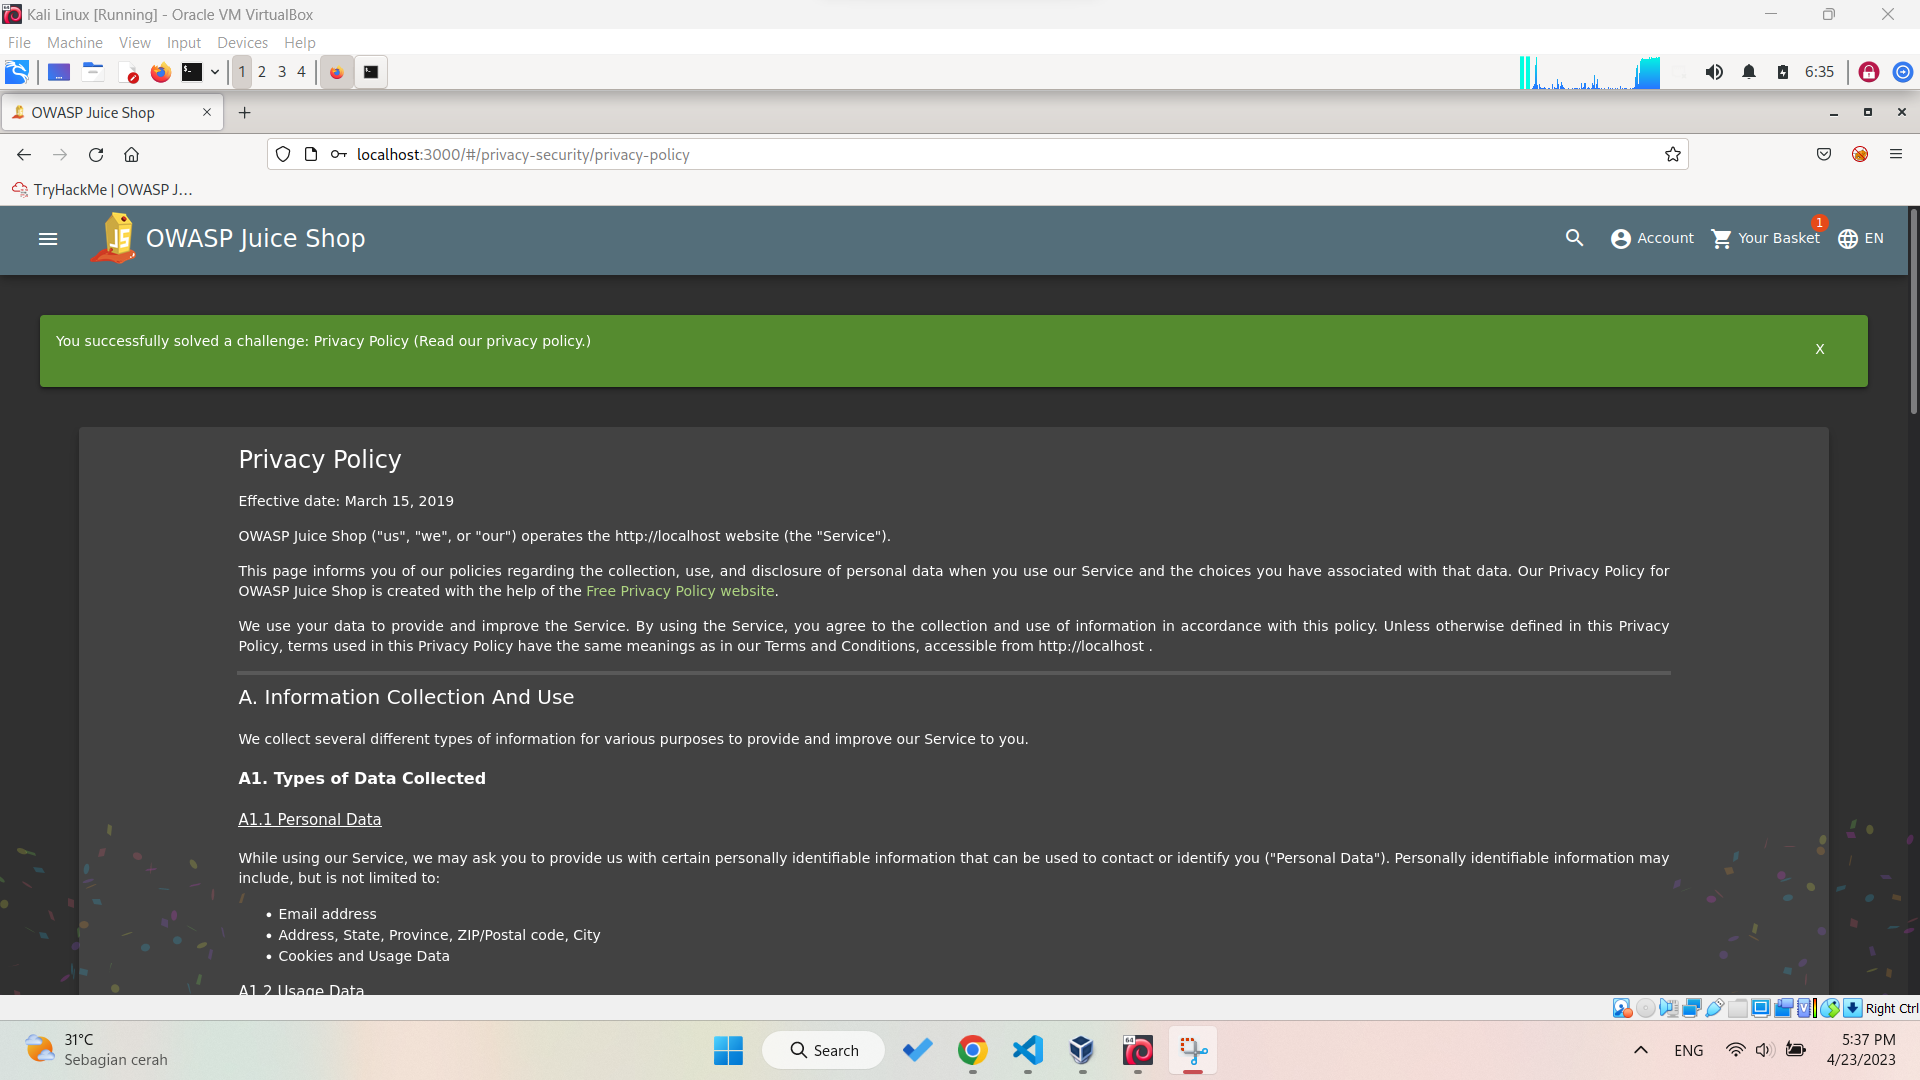 Kali Linux [Running] - Oracle VM VirtualBox
File Machine View Input Devices Help
1 2 3 4
6:35
OWASP Juice Shop
localhost:3000/#/privacy-security/privacy-policy
TryHackMe | OWASP J…
OWASP Juice Shop
Account
Your Basket
1
EN
You successfully solved a challenge: Privacy Policy (Read our privacy policy.)
X
Privacy Policy
Effective date: March 15, 2019
OWASP Juice Shop ("us", "we", or "our") operates the http://localhost website (the "Service").
This page informs you of our policies regarding the collection, use, and disclosure of personal data when you use our Service and the choices you have associated with that data. Our Privacy Policy for
OWASP Juice Shop is created with the help of the Free Privacy Policy website.
We use your data to provide and improve the Service. By using the Service, you agree to the collection and use of information in accordance with this policy. Unless otherwise defined in this Privacy
Policy, terms used in this Privacy Policy have the same meanings as in our Terms and Conditions, accessible from http://localhost .
A. Information Collection And Use
We collect several different types of information for various purposes to provide and improve our Service to you.
A1. Types of Data Collected
A1.1 Personal Data
While using our Service, we may ask you to provide us with certain personally identifiable information that can be used to contact or identify you ("Personal Data"). Personally identifiable information may
include, but is not limited to:
• Email address
• Address, State, Province, ZIP/Postal code, City
• Cookies and Usage Data
A1.2 Usage Data
Right Ctrl
31°C
Sebagian cerah
Search
64
ENG
5:37 PM
4/23/2023